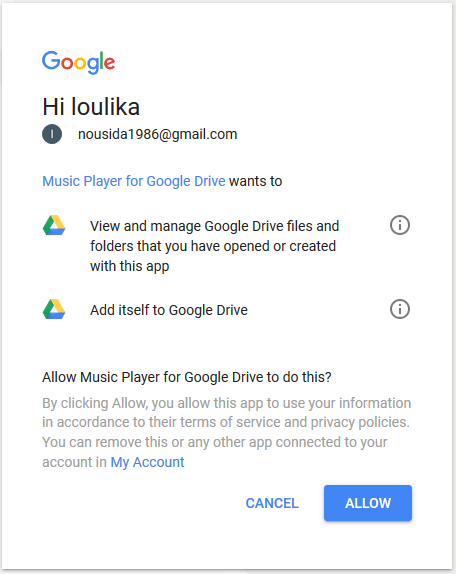 Google
Hi Ioulika
I nousida1986@gmail.com
Music Player for Google Drive wants to
View and manage Google Drive files and
folders that you have opened or created
with this app
Add itself to Google Drive
Allow Music Player for Google Drive to do this?
By clicking Allow, you allow this app to use your information
in accordance to their terms of service and privacy policies.
You can remove this or any other app connected to your
account in My Account
CANCEL ALLOW